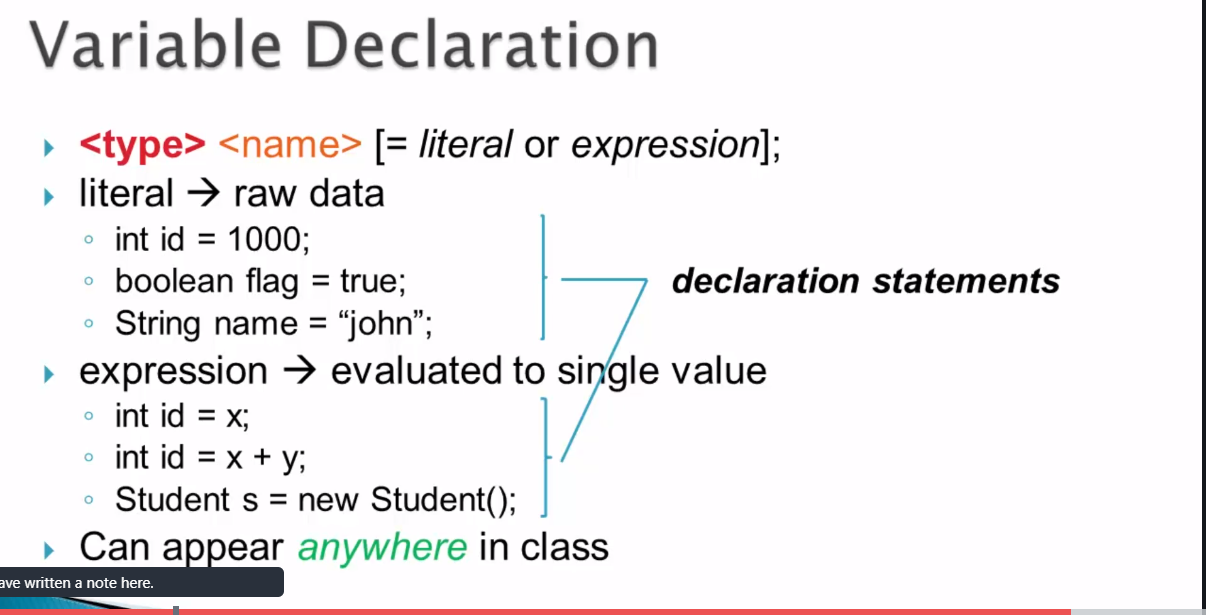 Variable Declaration
<type> <name> [= literal or expression];
literal → raw data
int id = 1000;
boolean flag = true;
declaration statements
String name = “john”;
expression → evaluated to single value
int id = x;
int id = x + y;
Student s = new Student();
Can appear anywhere in class
written a note here.